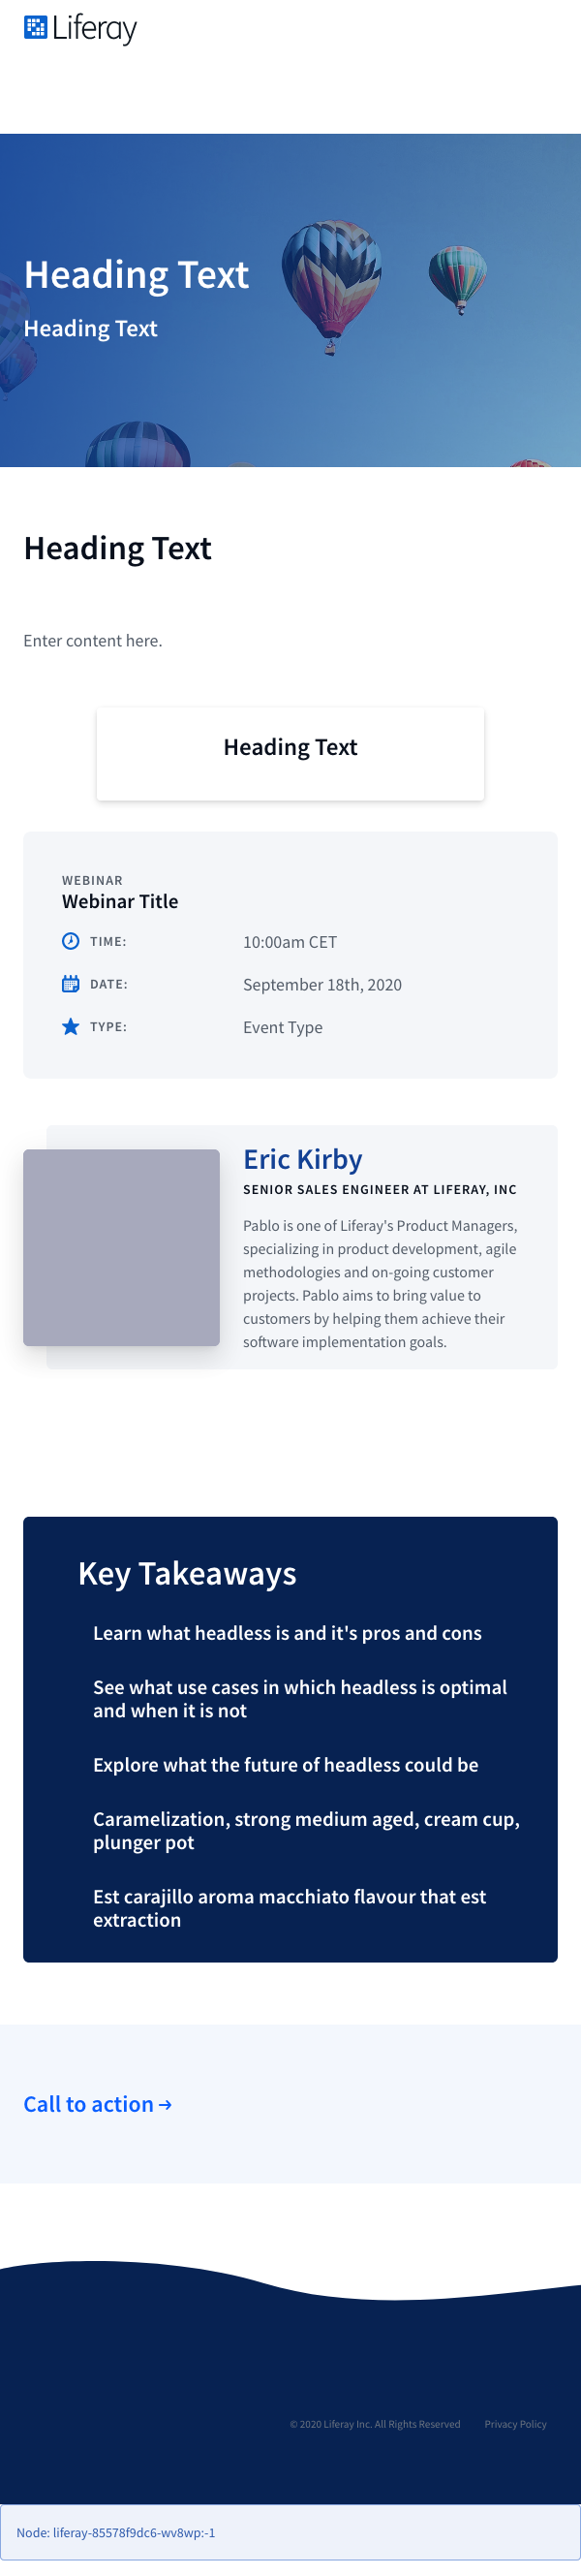 Liferay
Heading Text
Heading Text
Heading Text
Enter content here.
Heading Text
WEBINAR
Webinar Title
TIME: 10:00am CET
DATE: September 18th, 2020
TYPE: Event Type
Eric Kirby
SENIOR SALES ENGINEER AT LIFERAY, INC
Pablo is one of Liferay's Product Managers,
specializing in product development, agile
methodologies and on-going customer
projects. Pablo aims to bring value to
customers by helping them achieve their
software implementation goals.
Key Takeaways
Learn what headless is and it's pros and cons
See what use cases in which headless is optimal
and when it is not
Explore what the future of headless could be
Caramelization, strong medium aged, cream cup,
plunger pot
Est carajillo aroma macchiato flavour that est
extraction
Call to action →
© 2020 Liferay Inc. All Rights Reserved Privacy Policy
Node: liferay-85578f9dc6-wv8wp:-1